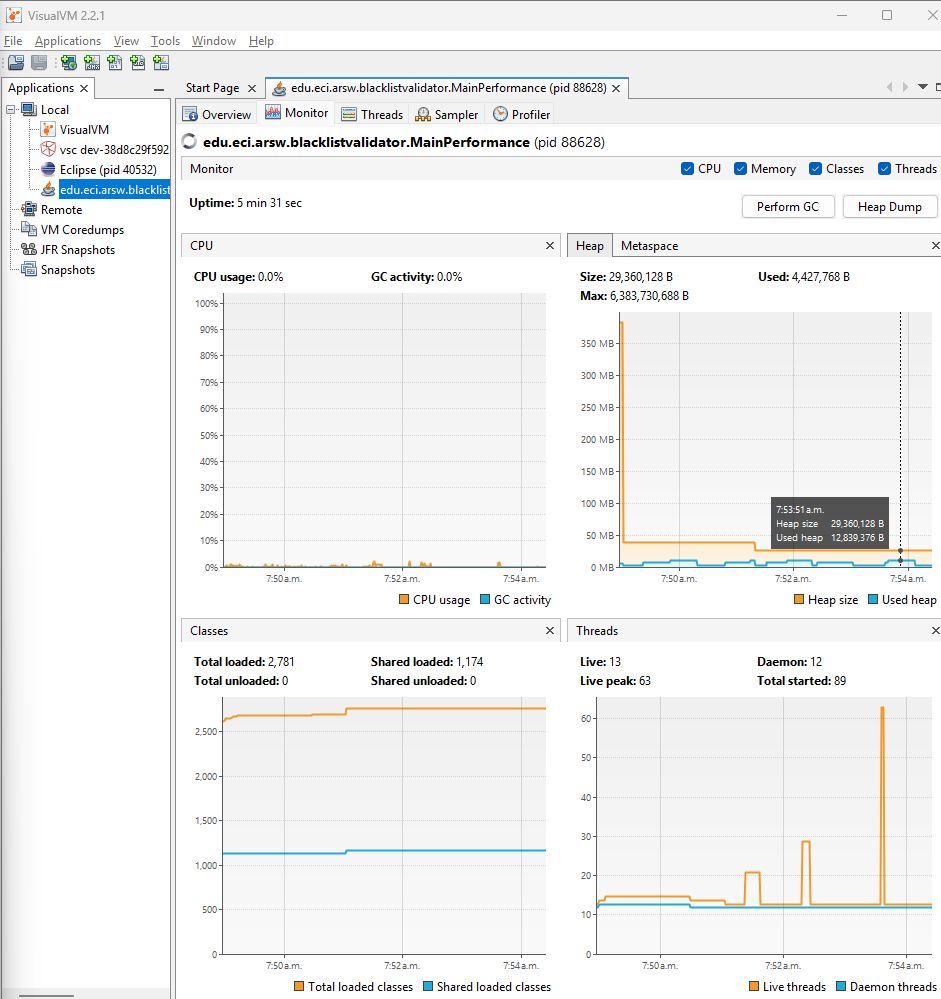 VisualVM 2.2.1
File Applications View Tools Window Help
Applications
Local
VisualVM
vsc dev-38d8c29f592
Eclipse (pid 40532)
edu.eci.arsw.blacklist
Remote
VM Coredumps
JFR Snapshots
Snapshots
Start Page edu.eci.arsw.blacklistvalidator.MainPerformance (pid 88628)
Overview Monitor Threads Sampler Profiler
edu.eci.arsw.blacklistvalidator.MainPerformance (pid 88628)
Monitor CPU Memory Classes Threads
Uptime: 5 min 31 sec Perform GC Heap Dump
CPU
CPU usage: 0.0% GC activity: 0.0%
100%
90%
80%
70%
60%
50%
40%
30%
20%
10%
0%
7:50 a.m. 7:52 a.m. 7:54 a.m.
CPU usage GC activity
Heap Metaspace
Size: 29,360,128 B Used: 4,427,768 B
Max: 6,383,730,688 B
350 MB
300 MB
250 MB
200 MB
150 MB
100 MB
50 MB
0 MB
7:53:51 a.m.
Heap size 29,360,128 B
Used heap 12,839,376 B
7:50 a.m. 7:52 a.m. 7:54 a.m.
Heap size Used heap
Classes
Total loaded: 2,781 Shared loaded: 1,174
Total unloaded: 0 Shared unloaded: 0
2,500
2,000
1,500
1,000
500
0
7:50 a.m. 7:52 a.m. 7:54 a.m.
Total loaded classes Shared loaded classes
Threads
Live: 13 Daemon: 12
Live peak: 63 Total started: 89
60
50
40
30
20
10
0
7:50 a.m. 7:52 a.m. 7:54 a.m.
Live threads Daemon threads